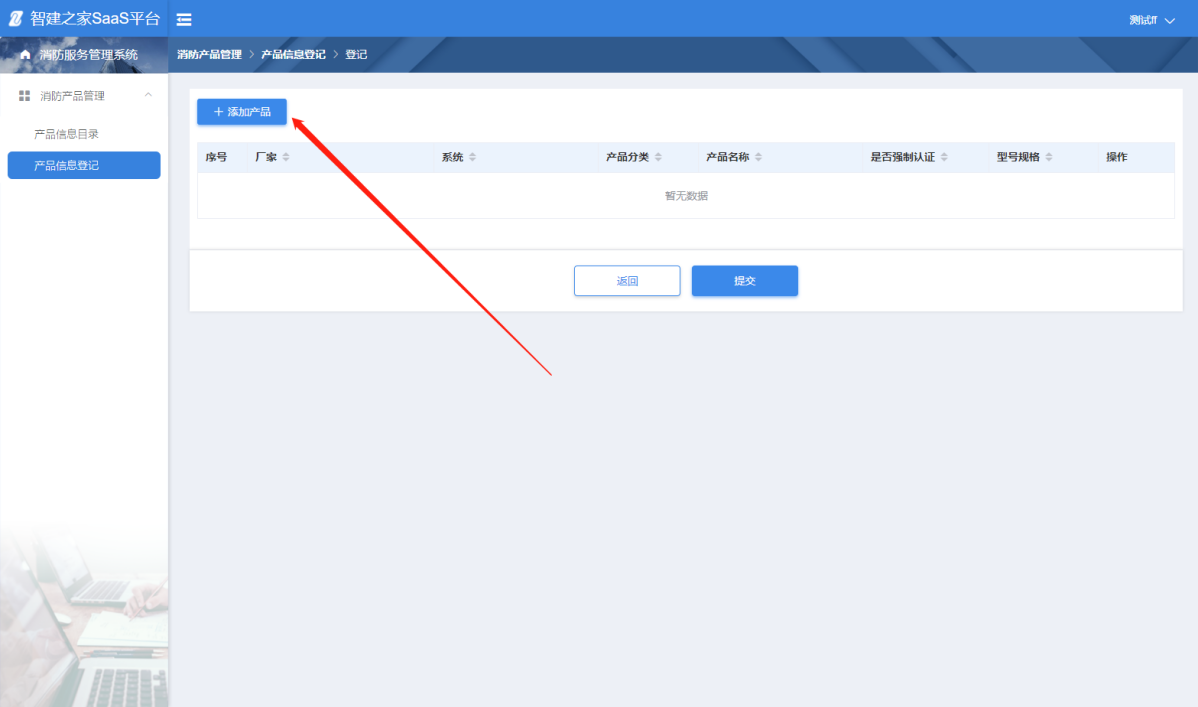 智建之家SaaS平台
测试ff
消防服务管理系统
消防产品管理 > 产品信息登记 > 登记
消防产品管理
产品信息目录
产品信息登记
+ 添加产品
序号 厂家 系统 产品分类 产品名称 是否强制认证 型号规格 操作
暂无数据
返回 提交